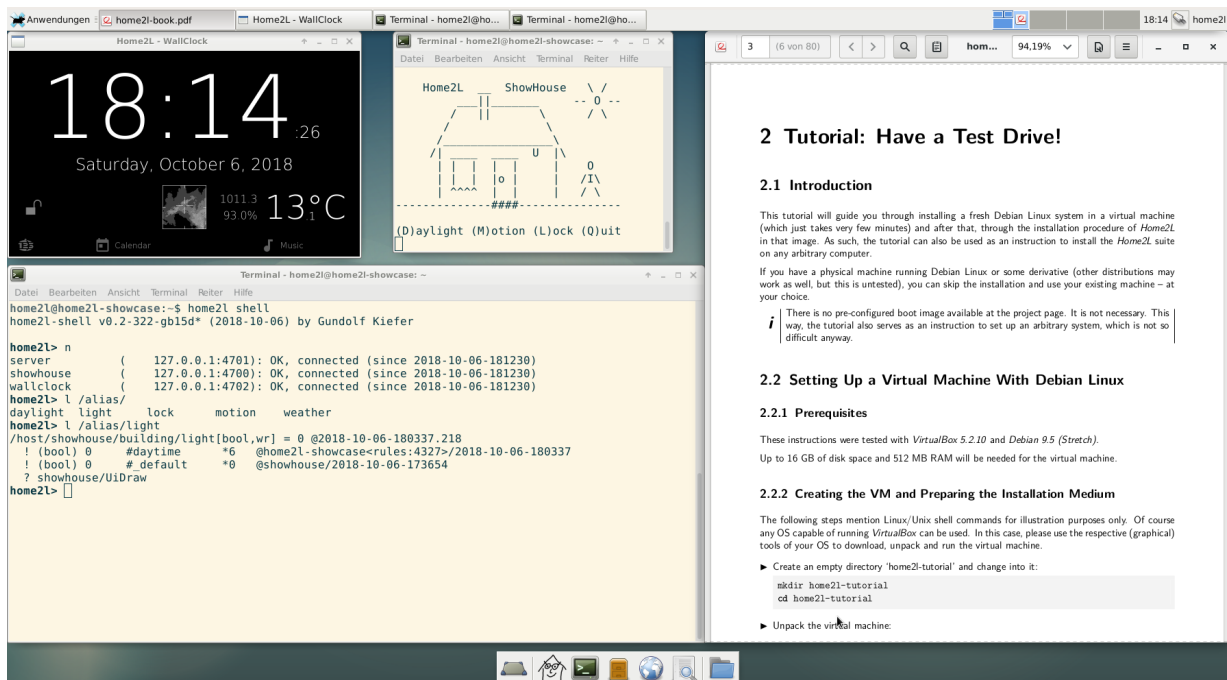 Anwendungen
home2l-book.pdf
Home2L - WallClock
Terminal - home2l@ho...
Terminal - home2l@ho...
18:14
home2l
Home2L - WallClock
18:14:26
Saturday, October 6, 2018
1011.3
93.0%
13°C
1
Calendar
Music
Terminal - home2l@home2l-showcase: ~
Datei Bearbeiten Ansicht Terminal Reiter Hilfe
Home2L __ ShowHouse \ /
___||_______ -- O --
/ || \ / \
/ \
/____________________\
/| ____ ____ U |\
| | | | | | O
| | | |o | | /I\
| ^^^^ | | | / \
--------------####---------------
(D)aylight (M)otion (L)ock (Q)uit
Terminal - home2l@home2l-showcase: ~
Datei Bearbeiten Ansicht Terminal Reiter Hilfe
home2l@home2l-showcase:~$ home2l shell
home2l-shell v0.2-322-gb15d* (2018-10-06) by Gundolf Kiefer
home2l> n
server ( 127.0.0.1:4701): OK, connected (since 2018-10-06-181230)
showhouse ( 127.0.0.1:4700): OK, connected (since 2018-10-06-181230)
wallclock ( 127.0.0.1:4702): OK, connected (since 2018-10-06-181230)
home2l> l /alias/
daylight light lock motion weather
home2l> l /alias/light
/host/showhouse/building/light[bool,wr] = 0 @2018-10-06-180337.218
! (bool) 0 #daytime *6 @home2l-showcase<rules:4327>/2018-10-06-180337
! (bool) 0 #_default *0 @showhouse/2018-10-06-173654
? showhouse/UiDraw
home2l>
3 (6 von 80) hom... 94,19%
2 Tutorial: Have a Test Drive!
2.1 Introduction
This tutorial will guide you through installing a fresh Debian Linux system in a virtual machine
(which just takes very few minutes) and after that, through the installation procedure of Home2L
in that image. As such, the tutorial can also be used as an instruction to install the Home2L suite
on any arbitrary computer.
If you have a physical machine running Debian Linux or some derivative (other distributions may
work as well, but this is untested), you can skip the installation and use your existing machine – at
your choice.
i
There is no pre-configured boot image available at the project page. It is not necessary. This
way, the tutorial also serves as an instruction to set up an arbitrary system, which is not so
difficult anyway.
2.2 Setting Up a Virtual Machine With Debian Linux
2.2.1 Prerequisites
These instructions were tested with VirtualBox 5.2.10 and Debian 9.5 (Stretch).
Up to 16 GB of disk space and 512 MB RAM will be needed for the virtual machine.
2.2.2 Creating the VM and Preparing the Installation Medium
The following steps mention Linux/Unix shell commands for illustration purposes only. Of course
any OS capable of running VirtualBox can be used. In this case, please use the respective (graphical)
tools of your OS to download, unpack and run the virtual machine.
► Create an empty directory 'home2l-tutorial' and change into it:
mkdir home2l-tutorial
cd home2l-tutorial
► Unpack the virtual machine: